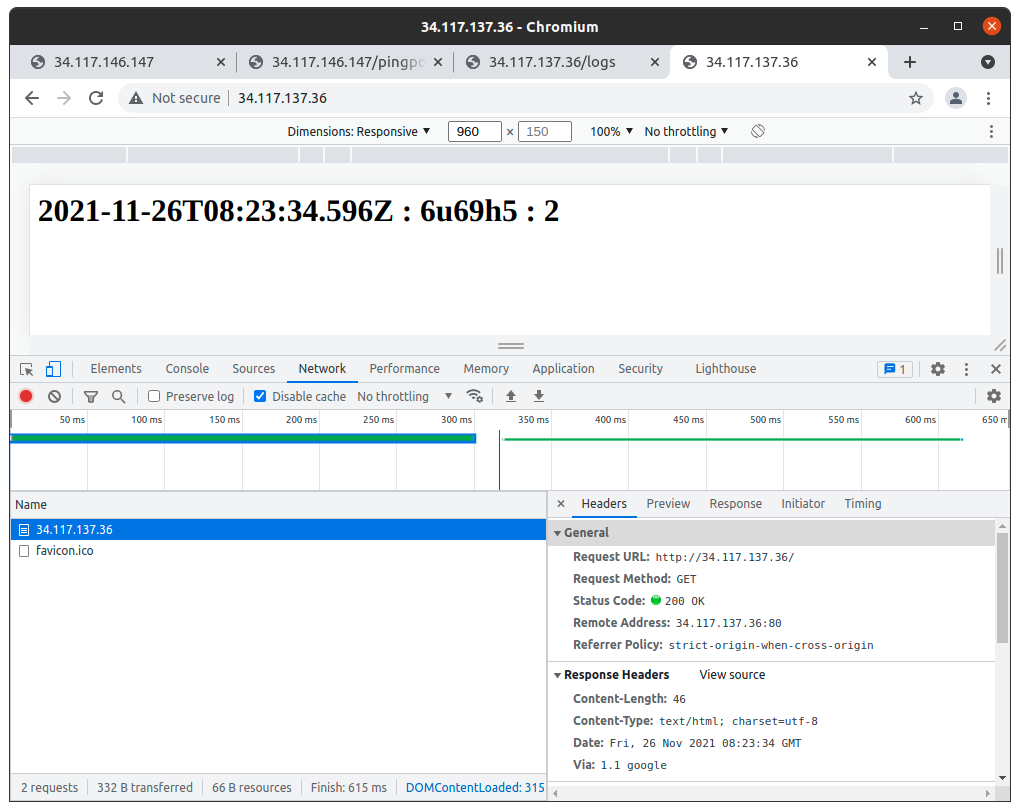 34.117.137.36 - Chromium
34.117.146.147
34.117.146.147/pingpo
34.117.137.36/logs
34.117.137.36
Not secure
34.117.137.36
Dimensions: Responsive ▼ 960 × 150 100% ▼ No throttling ▼
2021-11-26T08:23:34.596Z : 6u69h5 : 2
Elements Console Sources Network Performance Memory Application Security Lighthouse 1
Preserve log Disable cache No throttling ▼
50 ms 100 ms 150 ms 200 ms 250 ms 300 ms 350 ms 400 ms 450 ms 500 ms 550 ms 600 ms 650 m
Name
34.117.137.36
favicon.ico
× Headers Preview Response Initiator Timing
General
Request URL: http://34.117.137.36/
Request Method: GET
Status Code: 200 OK
Remote Address: 34.117.137.36:80
Referrer Policy: strict-origin-when-cross-origin
Response Headers View source
Content-Length: 46
Content-Type: text/html; charset=utf-8
Date: Fri, 26 Nov 2021 08:23:34 GMT
Via: 1.1 google
2 requests 332 B transferred 66 B resources Finish: 615 ms DOMContentLoaded: 315